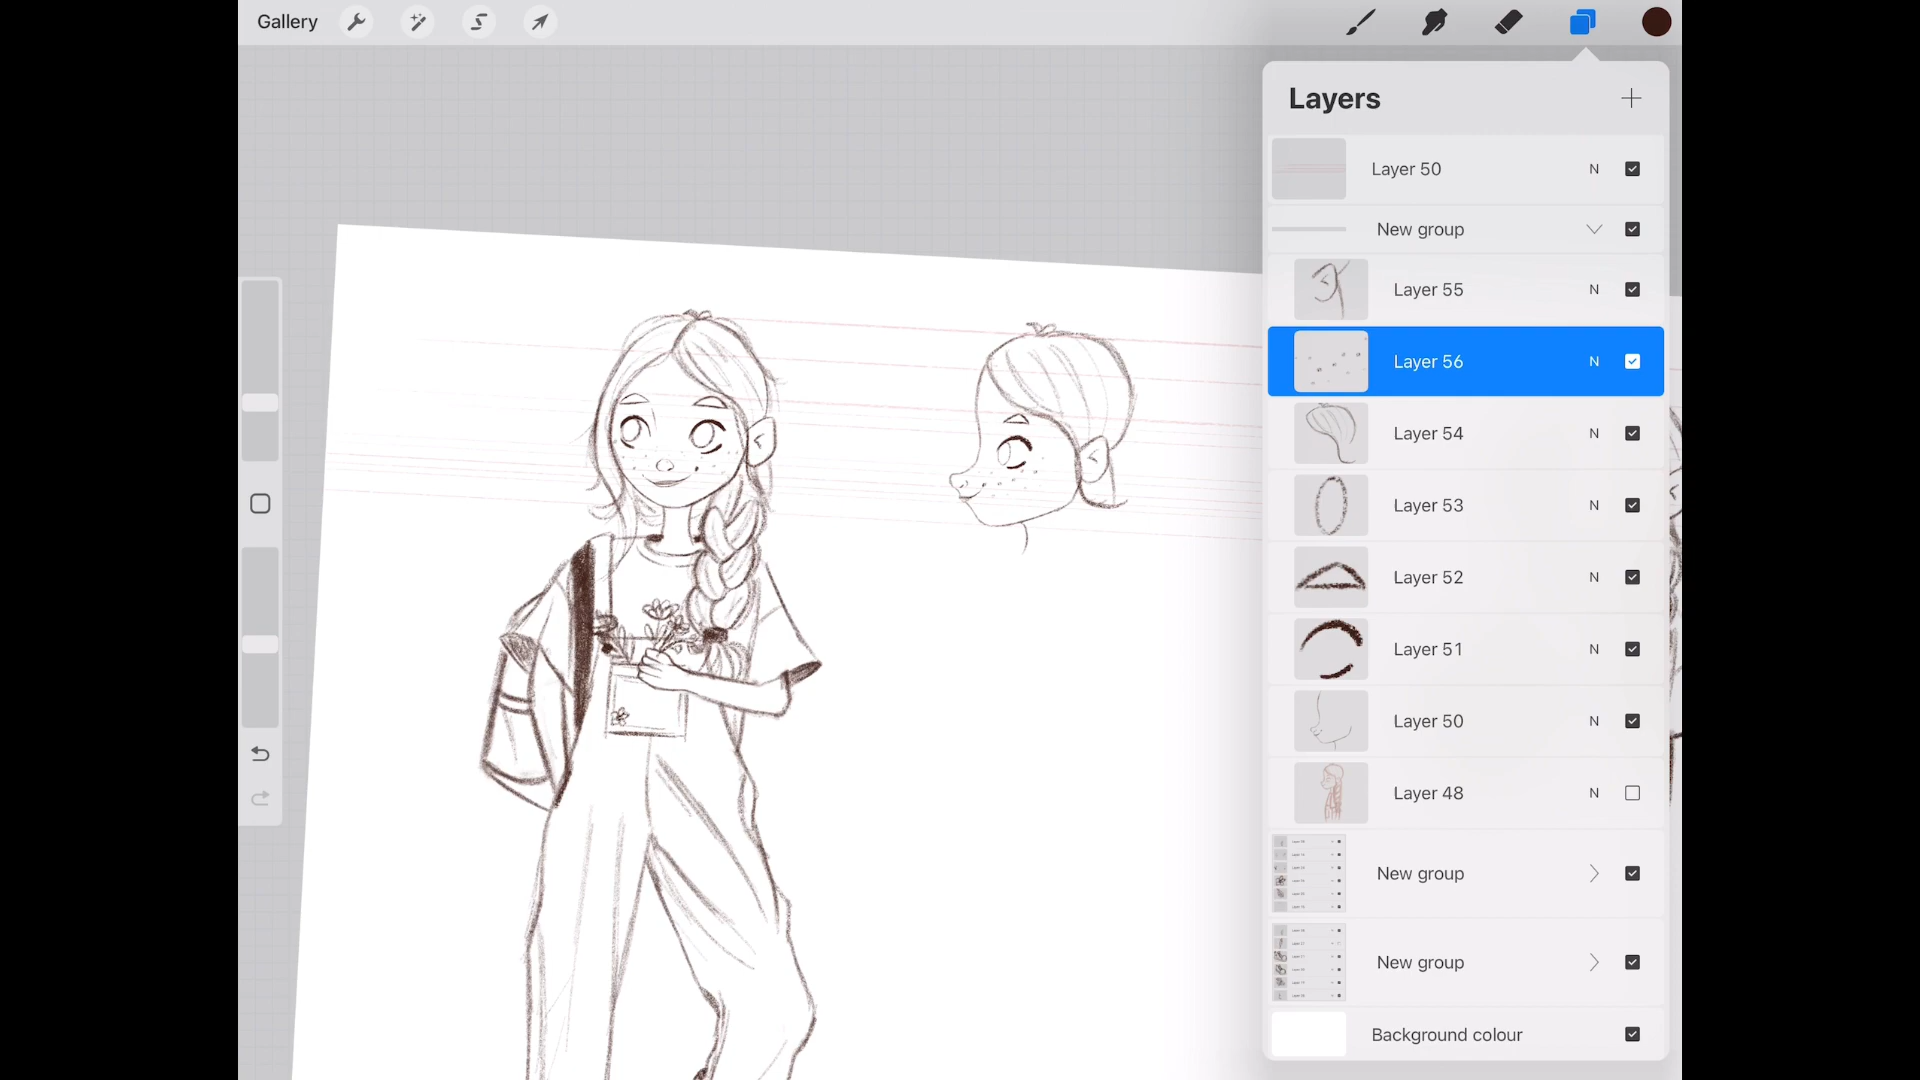 Gallery
Layers
Layer 50 N
New group
Layer 55 N
Layer 56 N
Layer 54 N
Layer 53 N
Layer 52 N
Layer 51 N
Layer 50 N
Layer 48 N
New group
New group
Background colour